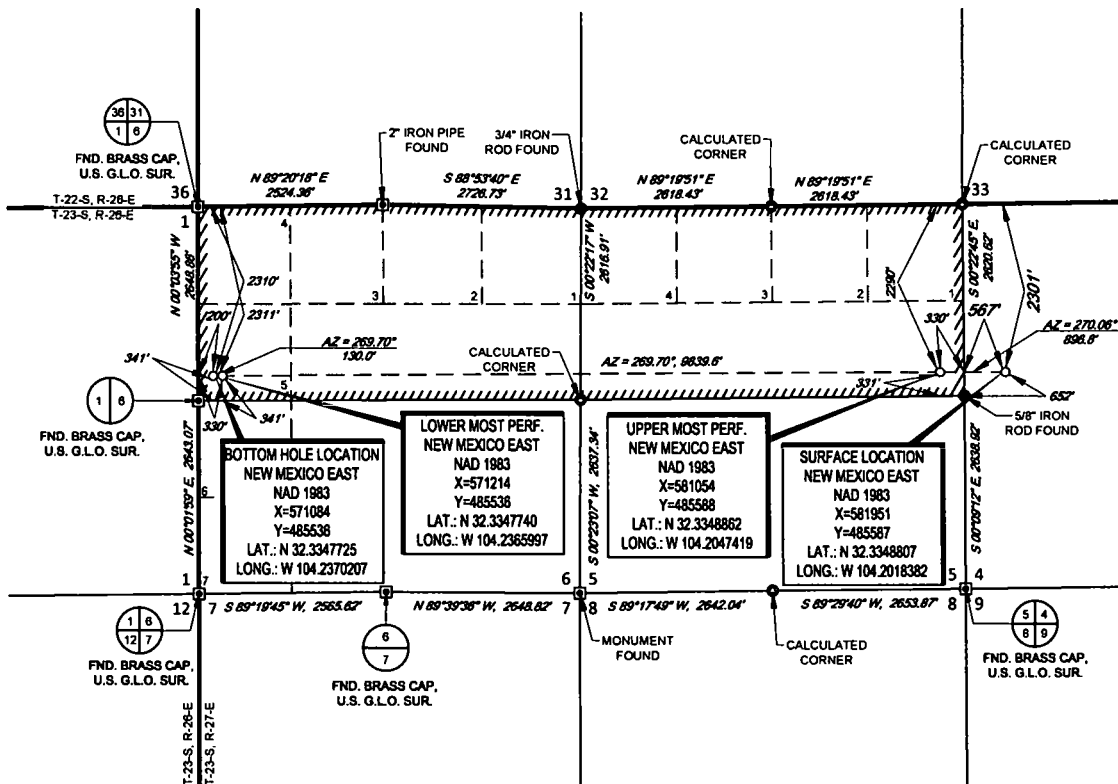 36 31
1 6
FND. BRASS CAP,
U.S. G.L.O. SUR.
2" IRON PIPE
FOUND
3/4" IRON
ROD FOUND
CALCULATED
CORNER
CALCULATED
CORNER
36
N 89°20'18" E
2524.36'
S 88°53'40" E
2726.73'
31 32
N 89°19'51" E
2618.43'
N 89°19'51" E
2618.43'
33
T-22-S, R-26-E
T-23-S, R-26-E
1
4
N 00°03'55" W
2648.86'
S 00°22'17" W
2616.91'
S 00°22'45" E,
2620.62'
2310'
2311'
3
2
1
4
3
2
1
2290'
2301'
200'
330'
567'
341'
AZ = 269.70°
130.0'
CALCULATED
CORNER
AZ = 269.70°, 9839.6'
AZ = 270.06°
896.8'
5
331'
652'
1 6
330'
341'
5/8" IRON
ROD FOUND
FND. BRASS CAP,
U.S. G.L.O. SUR.
N 00°01'59" E, 2643.07'
6
BOTTOM HOLE LOCATION
NEW MEXICO EAST
NAD 1983
X=571084
Y=485538
LAT.: N 32.3347725
LONG.: W 104.2370207
LOWER MOST PERF.
NEW MEXICO EAST
NAD 1983
X=571214
Y=485538
LAT.: N 32.3347740
LONG.: W 104.2365997
S 00°23'07" W, 2637.34'
UPPER MOST PERF.
NEW MEXICO EAST
NAD 1983
X=581054
Y=485588
LAT.: N 32.3348862
LONG.: W 104.2047419
SURFACE LOCATION
NEW MEXICO EAST
NAD 1983
X=581951
Y=485587
LAT.: N 32.3348807
LONG.: W 104.2018382
S 00°09'12" E, 2638.92'
1 7
12 7
S 89°19'45" W, 2565.62'
N 89°39'36" W, 2648.82'
6 5
7 8
S 89°17'49" W, 2642.04'
S 89°29'40" W, 2653.87'
5 4
8 9
1 6
12 7
FND. BRASS CAP,
U.S. G.L.O. SUR.
6
7
FND. BRASS CAP,
U.S. G.L.O. SUR.
MONUMENT
FOUND
CALCULATED
CORNER
5 4
8 9
FND. BRASS CAP,
U.S. G.L.O. SUR.
T-23-S, R-26-E
T-23-S, R-27-E